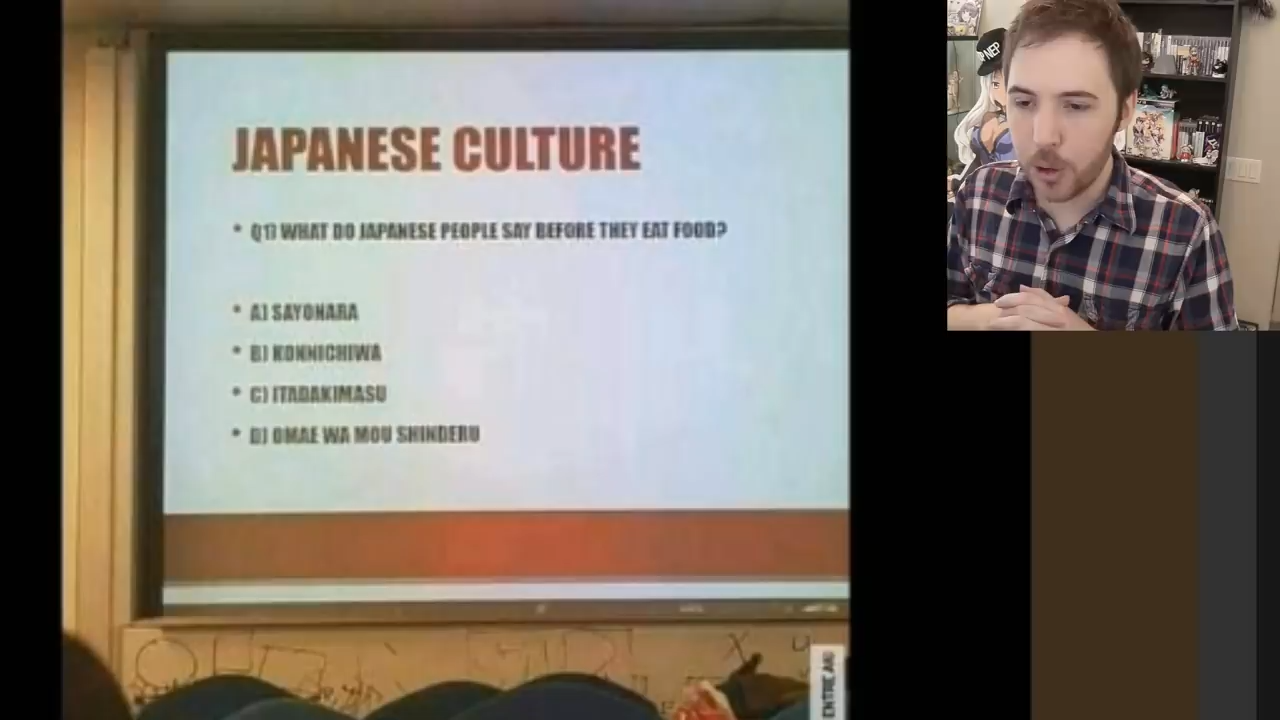 JAPANESE CULTURE
• Q1) WHAT DO JAPANESE PEOPLE SAY BEFORE THEY EAT FOOD?
• A) SAYONARA
• B) KONNICHIWA
• C) ITADAKIMASU
• D) OMAE WA MOU SHINDERU
NEP